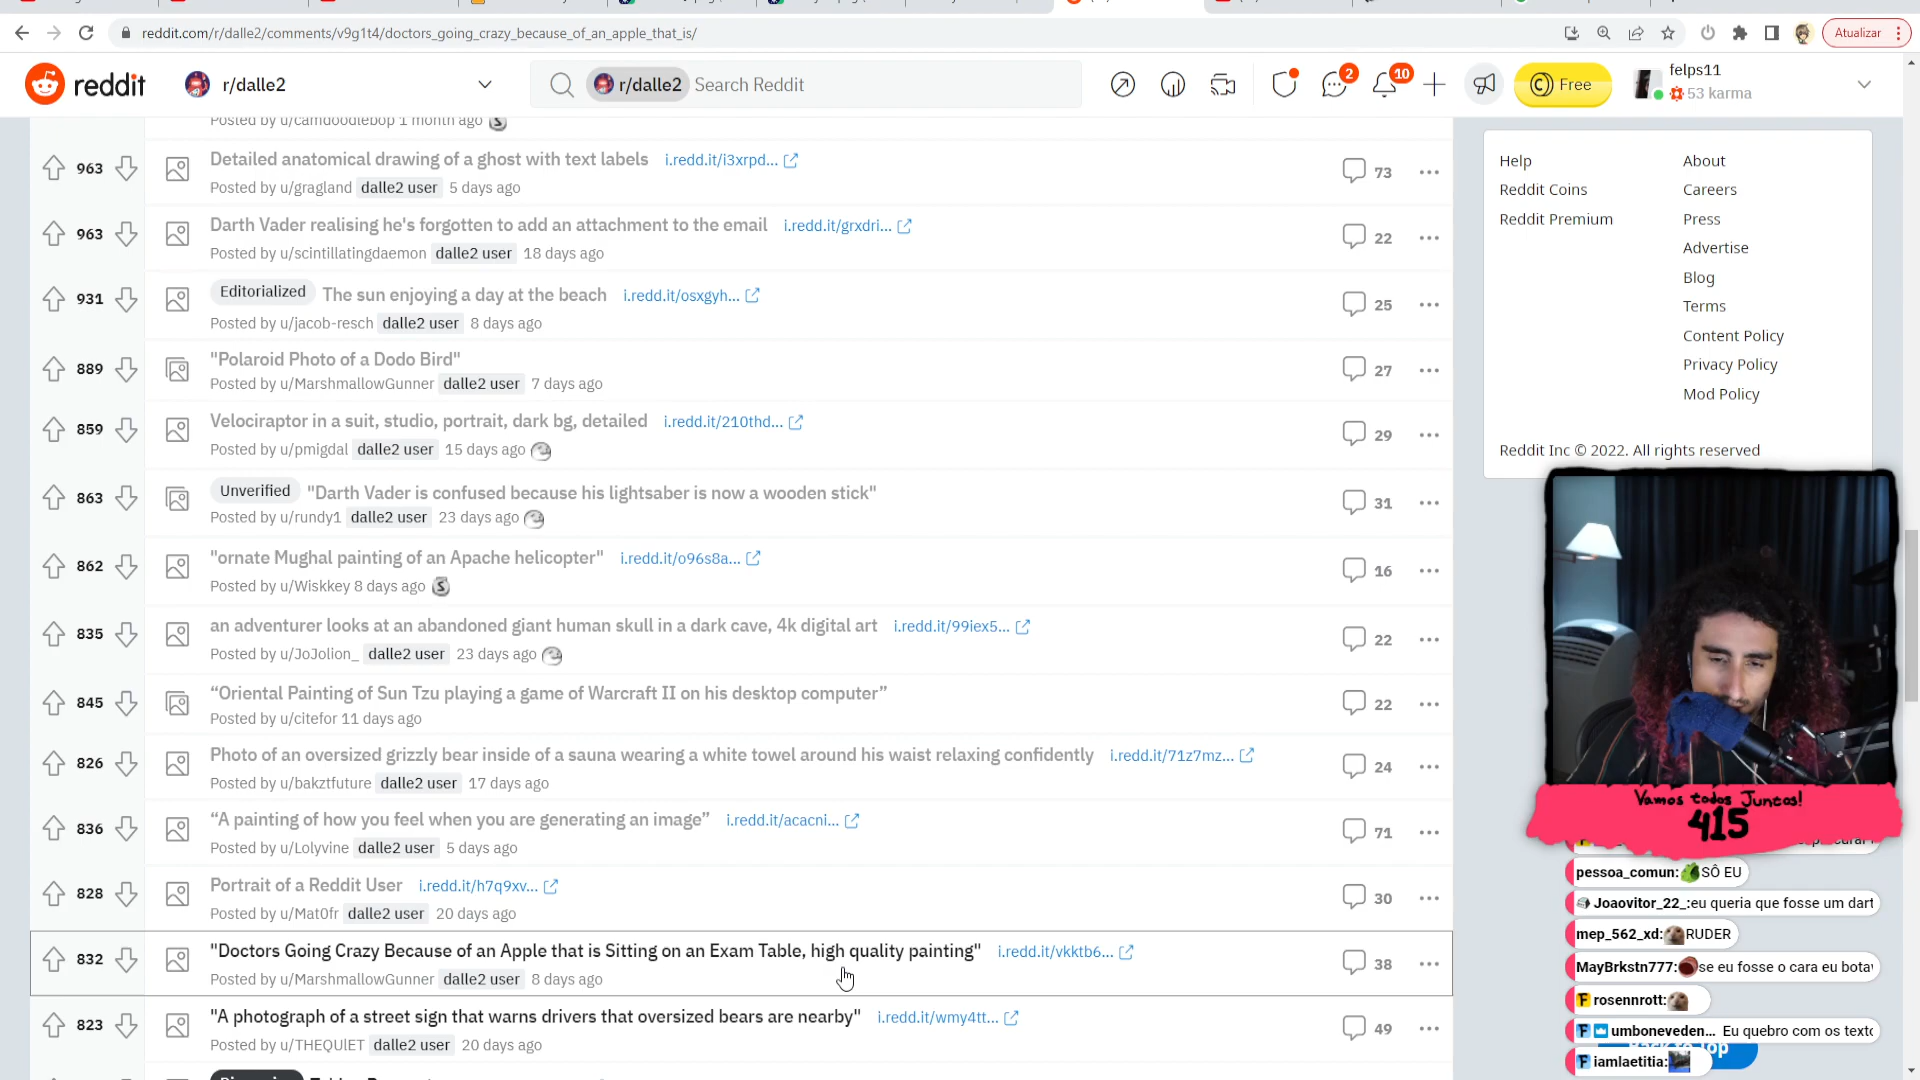 reddit.com/r/dalle2/comments/v9g1t4/doctors_going_crazy_because_of_an_apple_that_is/
Atualizar
reddit
r/dalle2
r/dalle2 Search Reddit
2
10
Free
felps11
53 karma
Posted by u/camdoodlebop 1 month ago
963
Detailed anatomical drawing of a ghost with text labels i.redd.it/i3xrpd...
73
Posted by u/gragland dalle2 user 5 days ago
963
Darth Vader realising he's forgotten to add an attachment to the email i.redd.it/grxdri...
22
Posted by u/scintillatingdaemon dalle2 user 18 days ago
931
Editorialized The sun enjoying a day at the beach i.redd.it/osxgyh...
25
Posted by u/jacob-resch dalle2 user 8 days ago
889
"Polaroid Photo of a Dodo Bird"
27
Posted by u/MarshmallowGunner dalle2 user 7 days ago
859
Velociraptor in a suit, studio, portrait, dark bg, detailed i.redd.it/210thd...
29
Posted by u/pmigdal dalle2 user 15 days ago
863
Unverified "Darth Vader is confused because his lightsaber is now a wooden stick"
31
Posted by u/rundy1 dalle2 user 23 days ago
862
"ornate Mughal painting of an Apache helicopter" i.redd.it/o96s8a...
16
Posted by u/Wiskkey 8 days ago
835
an adventurer looks at an abandoned giant human skull in a dark cave, 4k digital art i.redd.it/99iex5...
22
Posted by u/JoJolion_ dalle2 user 23 days ago
845
“Oriental Painting of Sun Tzu playing a game of Warcraft II on his desktop computer”
22
Posted by u/citefor 11 days ago
826
Photo of an oversized grizzly bear inside of a sauna wearing a white towel around his waist relaxing confidently i.redd.it/71z7mz...
24
Posted by u/bakztfuture dalle2 user 17 days ago
836
“A painting of how you feel when you are generating an image” i.redd.it/acacni...
71
Posted by u/Lolyvine dalle2 user 5 days ago
828
Portrait of a Reddit User i.redd.it/h7q9xv...
30
Posted by u/Mat0fr dalle2 user 20 days ago
832
"Doctors Going Crazy Because of an Apple that is Sitting on an Exam Table, high quality painting" i.redd.it/vkktb6...
38
Posted by u/MarshmallowGunner dalle2 user 8 days ago
823
"A photograph of a street sign that warns drivers that oversized bears are nearby" i.redd.it/wmy4tt...
49
Posted by u/THEQUIET dalle2 user 20 days ago
Help
About
Reddit Coins
Careers
Reddit Premium
Press
Advertise
Blog
Terms
Content Policy
Privacy Policy
Mod Policy
Reddit Inc © 2022. All rights reserved
Vamos todos Juntos!
415
pessoa_comun: SÔ EU
Joaovitor_22_:eu queria que fosse um dart
mep_562_xd: RUDER
MayBrkstn777: se eu fosse o cara eu bota
rosennrott:
umboneveden... Eu quebro com os texto
Back to Top
iamlaetitia: